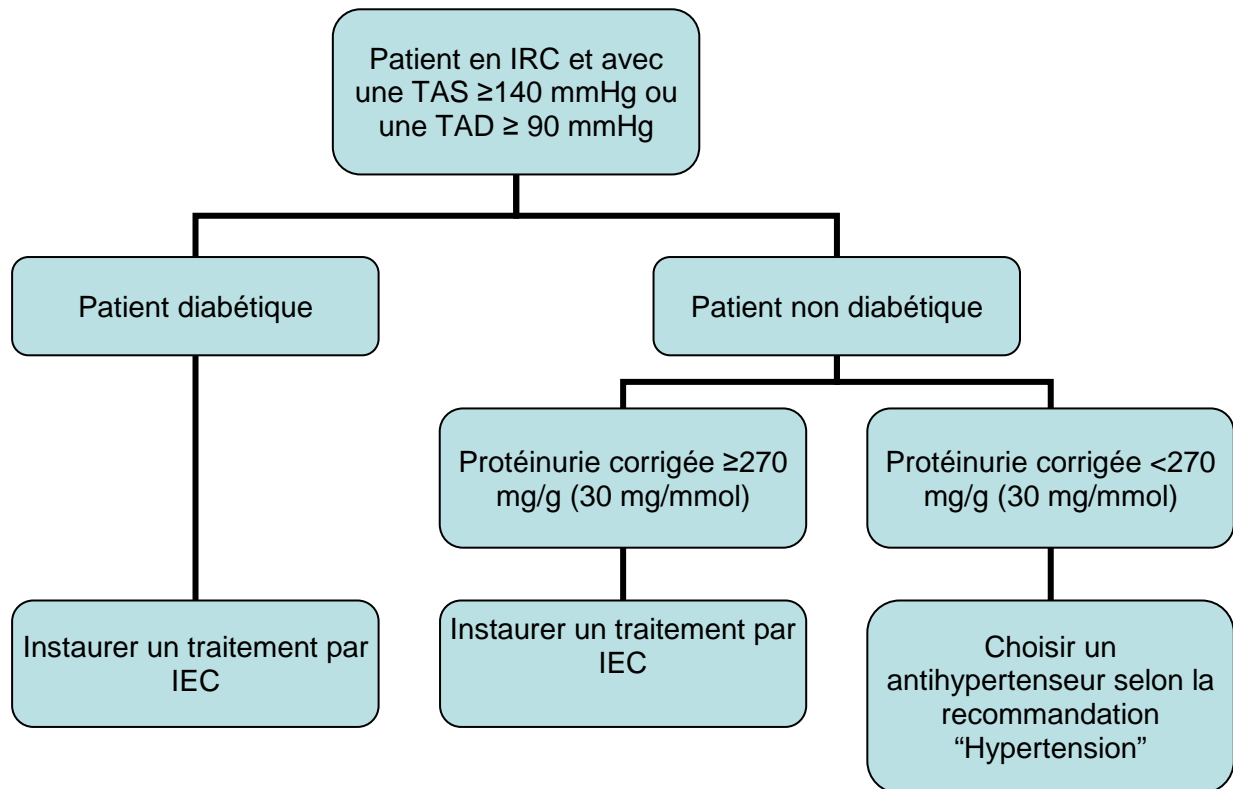 Patient en IRC et avec
une TAS ≥140 mmHg ou
une TAD ≥ 90 mmHg
Patient diabétique
Patient non diabétique
Protéinurie corrigée ≥270
mg/g (30 mg/mmol)
Protéinurie corrigée <270
mg/g (30 mg/mmol)
Instaurer un traitement par
IEC
Instaurer un traitement par
IEC
Choisir un
antihypertenseur selon la
recommandation
“Hypertension”